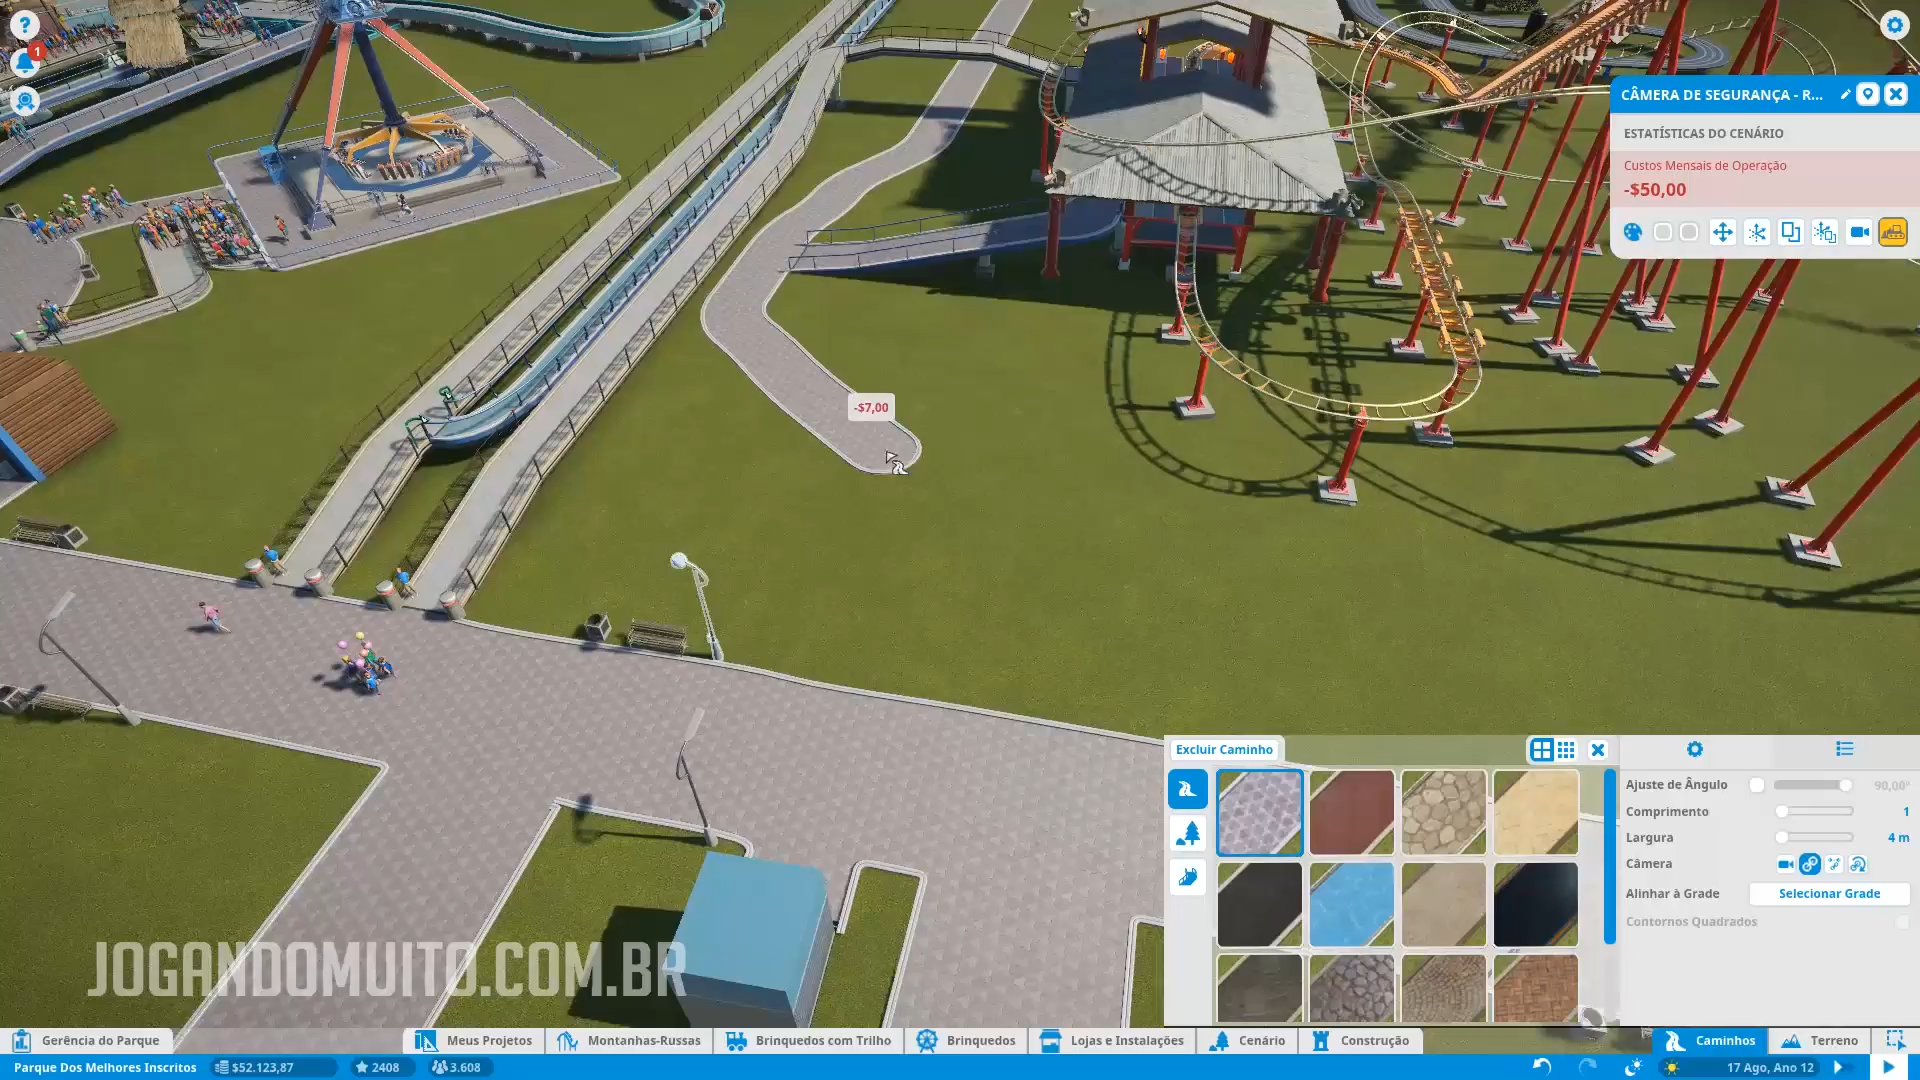 ?
1
CÂMERA DE SEGURANÇA - R...
ESTATÍSTICAS DO CENÁRIO
Custos Mensais de Operação
-$50,00
-$7,00
Excluir Caminho
Ajuste de Ângulo 90,00°
Comprimento 1
Largura 4 m
Câmera
Alinhar à Grade Selecionar Grade
Contornos Quadrados
JOGANDOMUITO.COM.BR
Gerência do Parque Meus Projetos Montanhas-Russas Brinquedos com Trilho Brinquedos Lojas e Instalações Cenário Construção Caminhos Terreno
Parque Dos Melhores Inscritos $52.123,87 2408 3.608 17 Ago, Ano 12